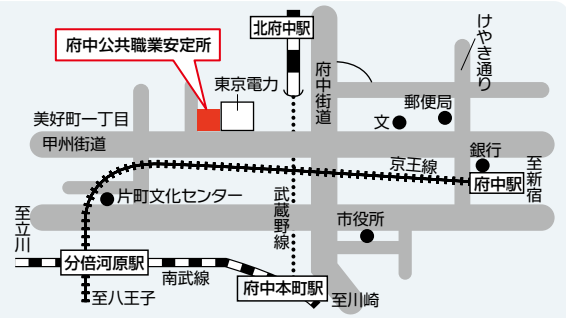 北府中駅
けやき通り
府中公共職業安定所
府中街道
東京電力
郵便局
美好町一丁目
文
甲州街道
銀行
京王線
至新宿
府中駅
片町文化センター
武蔵野線
至立川
市役所
分倍河原駅
南武線
府中本町駅
至八王子
至川崎